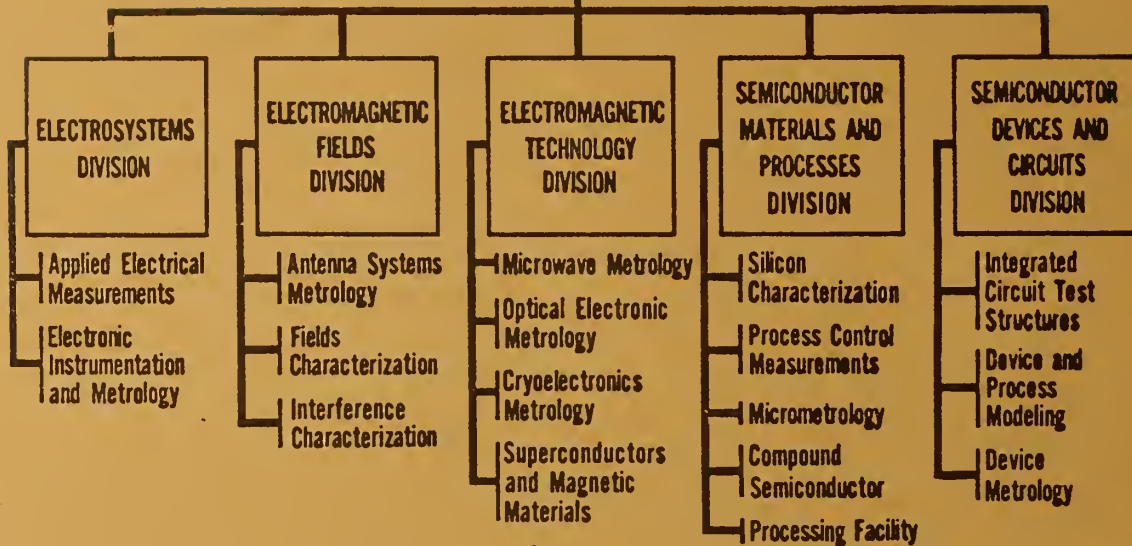 ELECTROSYSTEMS
DIVISION
Applied Electrical
Measurements
Electronic
Instrumentation
and Metrology
ELECTROMAGNETIC
FIELDS
DIVISION
Antenna Systems
Metrology
Fields
Characterization
Interference
Characterization
ELECTROMAGNETIC
TECHNOLOGY
DIVISION
Microwave Metrology
Optical Electronic
Metrology
Cryoelectronics
Metrology
Superconductors
and Magnetic
Materials
SEMICONDUCTOR
MATERIALS AND
PROCESSES
DIVISION
Silicon
Characterization
Process Control
Measurements
Micrometrology
Compound
Semiconductor
Processing Facility
SEMICONDUCTOR
DEVICES AND
CIRCUITS
DIVISION
Integrated
Circuit Test
Structures
Device and
Process
Modeling
Device
Metrology